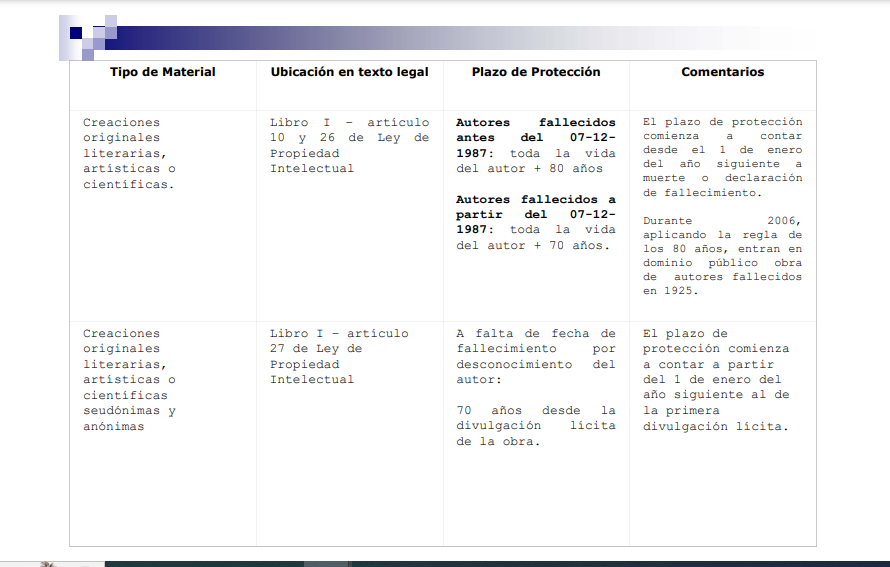 Tipo de Material
Ubicación en texto legal
Plazo de Protección
Comentarios
Creaciones
originales
literarias,
artísticas o
científicas.
Libro I – artículo
10 y 26 de Ley de
Propiedad
Intelectual
Autores fallecidos
antes del 07-12-
1987: toda la vida
del autor + 80 años
Autores fallecidos a
partir del 07-12-
1987: toda la vida
del autor + 70 años.
El plazo de protección
comienza a contar
desde el 1 de enero
del año siguiente a
muerte o declaración
de fallecimiento.
Durante 2006,
aplicando la regla de
los 80 años, entran en
dominio público obra
de autores fallecidos
en 1925.
Creaciones
originales
literarias,
artísticas o
científicas
seudónimas y
anónimas
Libro I – artículo
27 de Ley de
Propiedad
Intelectual
A falta de fecha de
fallecimiento por
desconocimiento del
autor:
70 años desde la
divulgación lícita
de la obra.
El plazo de
protección comienza
a contar a partir
del 1 de enero del
año siguiente al de
la primera
divulgación lícita.